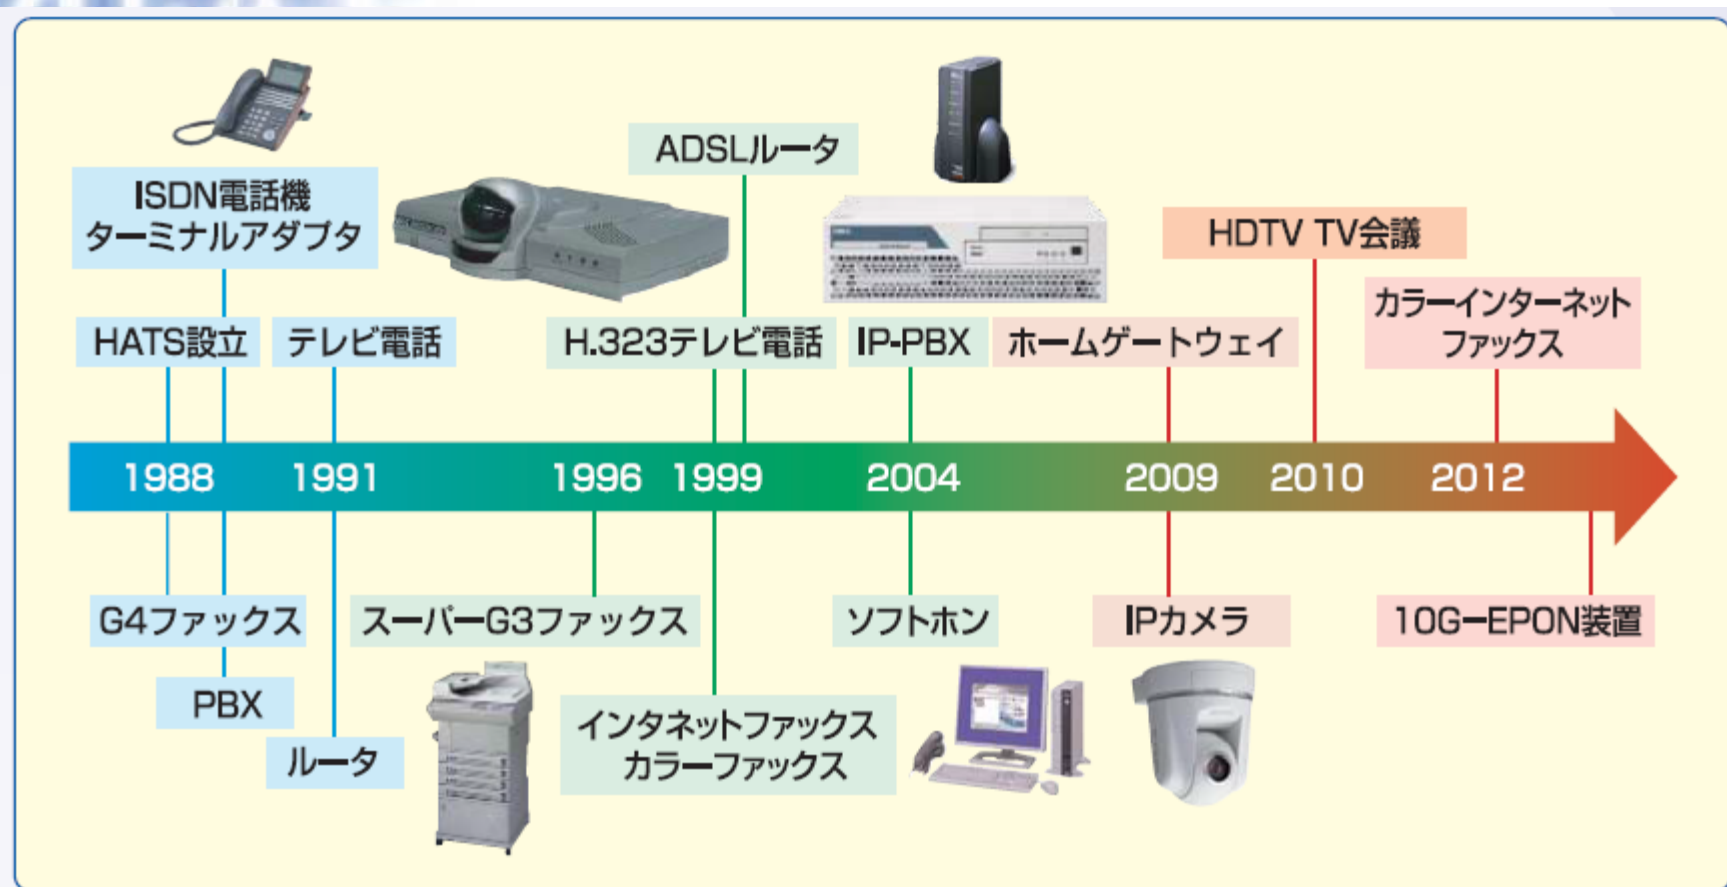 ADSLルータ
ISDN電話機
ターミナルアダプタ
HDTV TV会議
カラーインターネット
ファックス
HATS設立
テレビ電話
H.323テレビ電話
IP-PBX
ホームゲートウェイ
1988
1991
1996
1999
2004
2009
2010
2012
G4ファックス
スーパーG3ファックス
ソフトホン
IPカメラ
10GーEPON装置
PBX
インタネットファックス
カラーファックス
ルータ